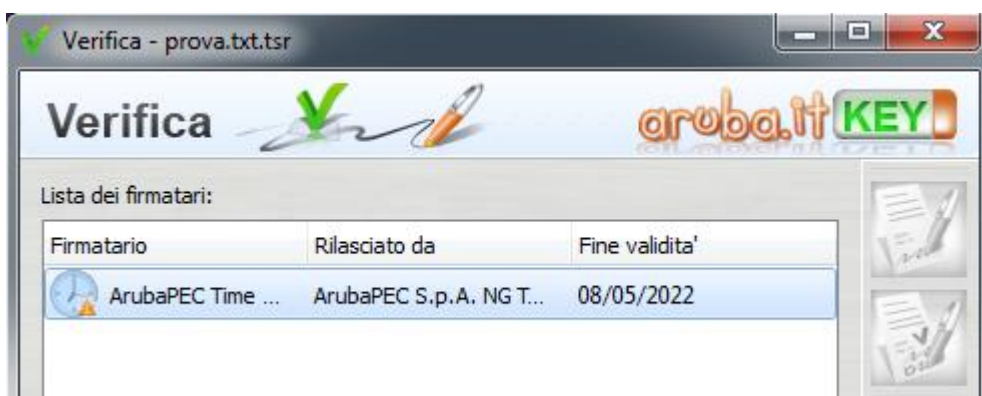 Verifica - prova.txt.tsr
Verifica aruba.it KEY
Lista dei firmatari:
Firmatario Rilasciato da Fine validita'
ArubaPEC Time ... ArubaPEC S.p.A. NG T... 08/05/2022